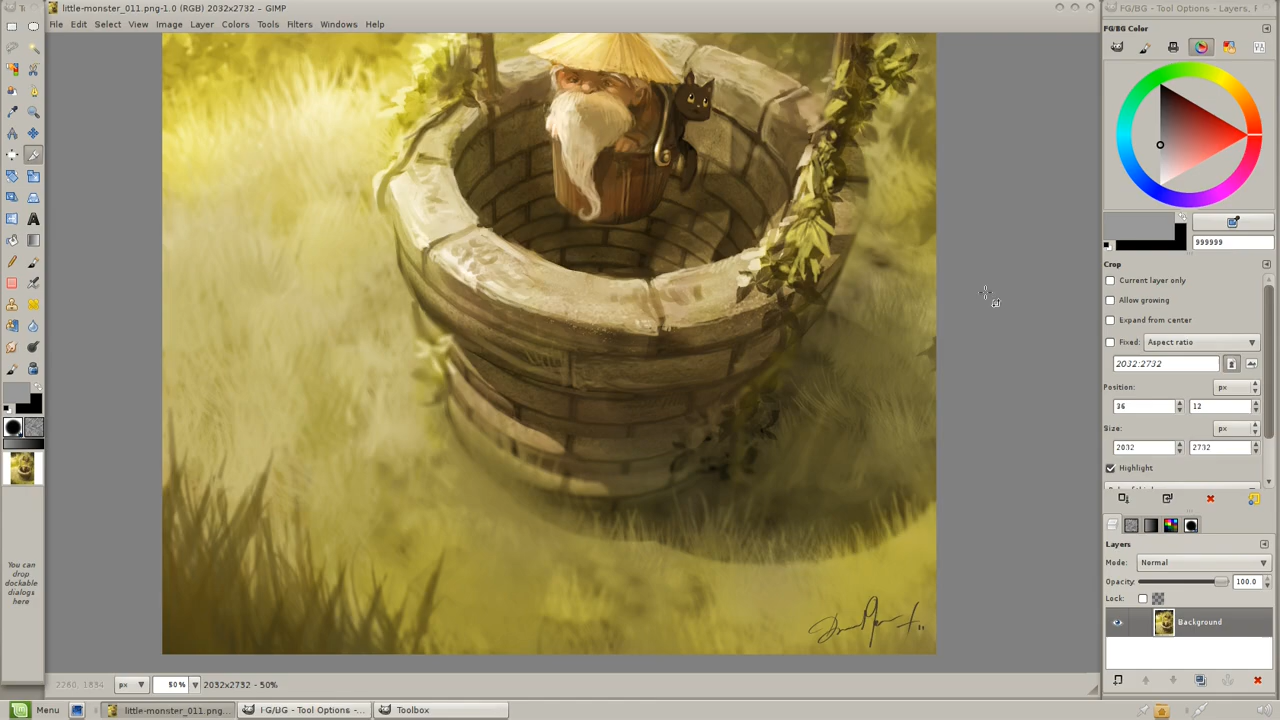 little-monster_011.png-1.0 (RGB) 2032x2732 – GIMP
FG/BG - Tool Options - Layers,
File Edit Select View Image Layer Colors Tools Filters Windows Help
FG/BG Color
999999
Crop
Current layer only
Allow growing
Expand from center
Fixed: Aspect ratio
2032:2732
Position: px
36 12
Size: px
2032 2732
Highlight
Layers
Mode: Normal
Opacity: 100.0
Lock:
Background
You can
drop
dockable
dialogs
here
2260, 1834 px 50% 2032x2732 - 50%
Menu little-monster_011.png... FG/BG - Tool Options -... Toolbox